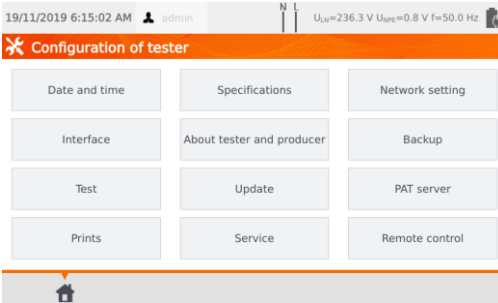 19/11/2019 6:15:02 AM admin N L U_LN=236.3 V U_NPE=0.8 V f=50.0 Hz
Configuration of tester
Date and time Specifications Network setting
Interface About tester and producer Backup
Test Update PAT server
Prints Service Remote control